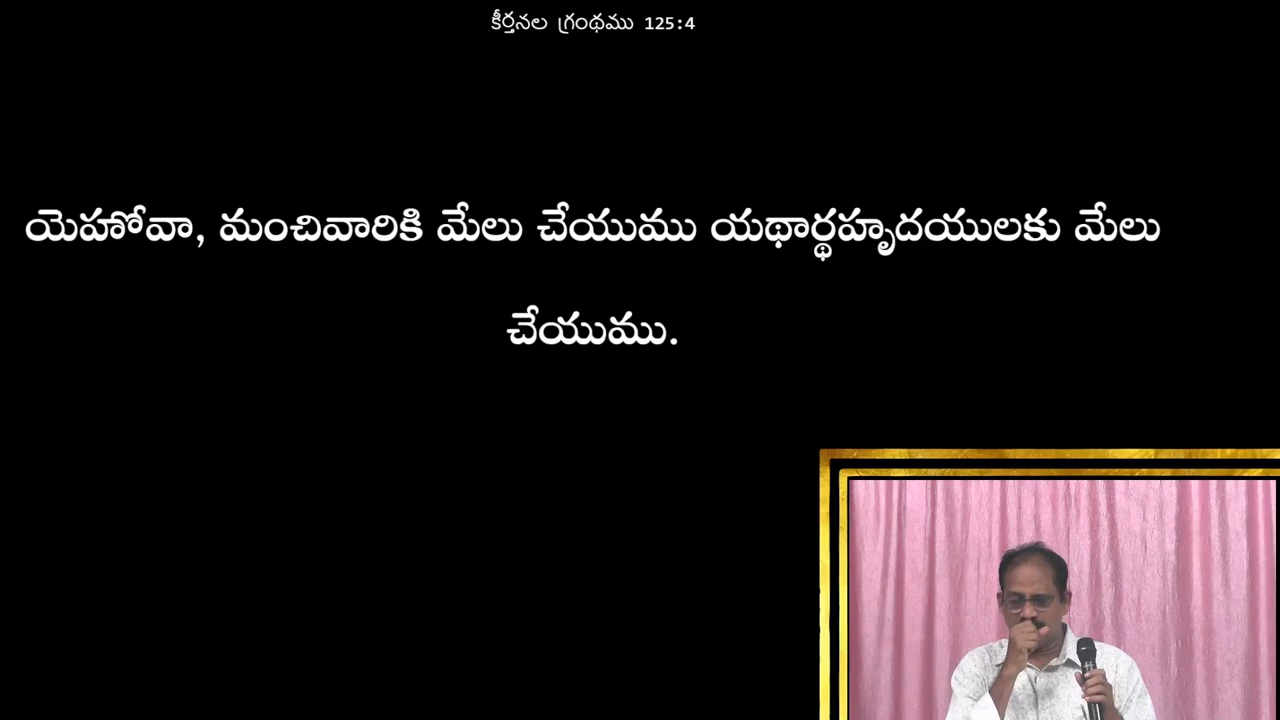 కీర్తనల గ్రంథము 125:4
యెహోవా, మంచివారికి మేలు చేయుము యథార్థహృదయులకు మేలు
చేయుము.